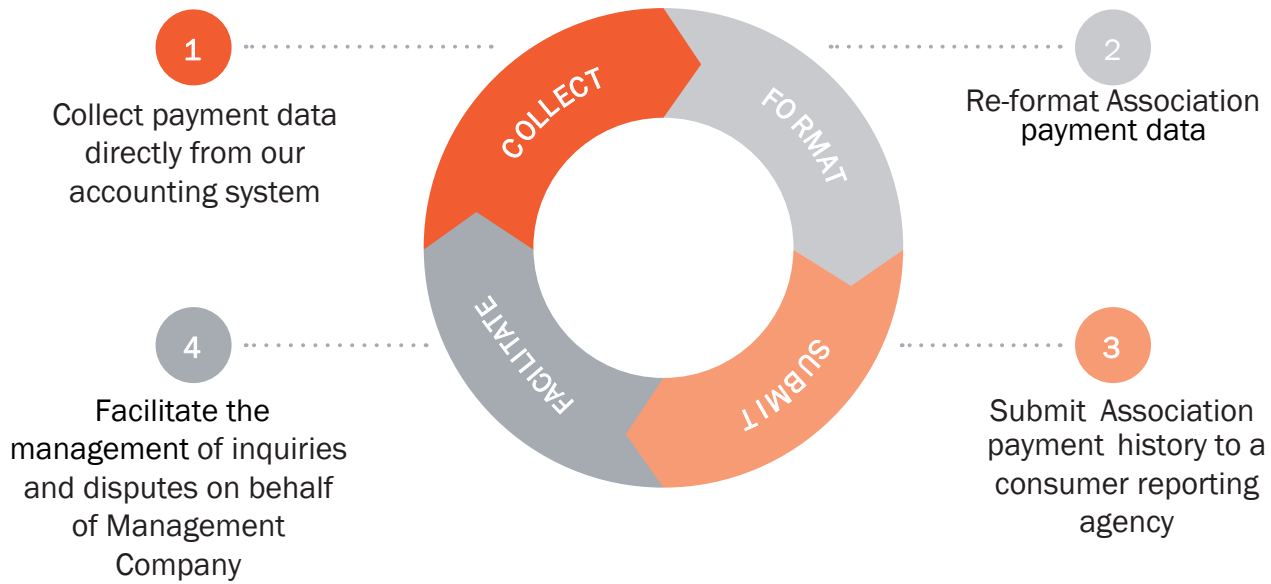 1
Collect payment data
directly from our
accounting system
COLLECT
FORMAT
2
Re-format Association
payment data
SUBMIT
3
Submit Association
payment history to a
consumer reporting
agency
FACILITATE
4
Facilitate the
management of inquiries
and disputes on behalf
of Management
Company